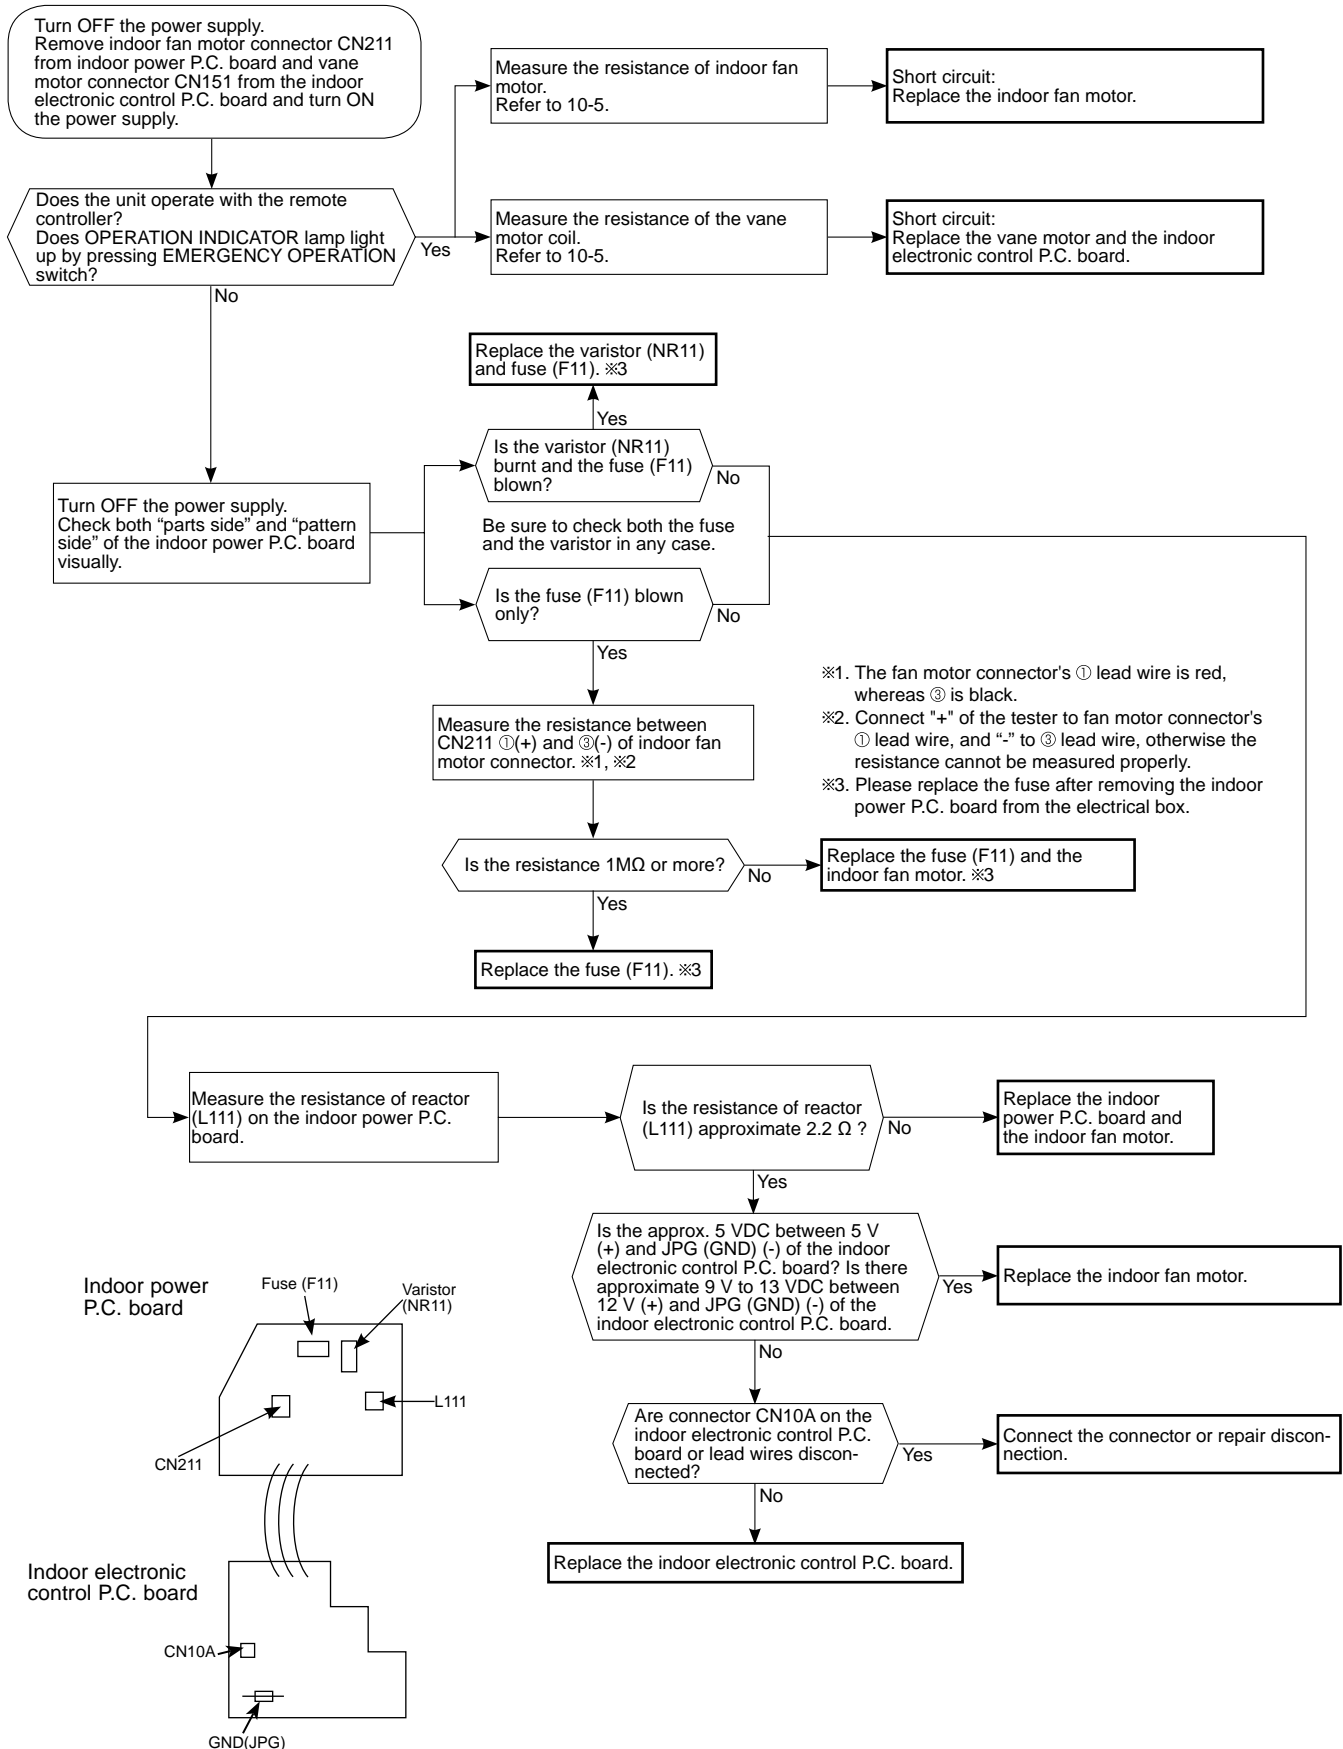 Turn OFF the power supply.
Remove indoor fan motor connector CN211
from indoor power P.C. board and vane
motor connector CN151 from the indoor
electronic control P.C. board and turn ON
the power supply.
Measure the resistance of indoor fan
motor.
Refer to 10-5.
Short circuit:
Replace the indoor fan motor.
Does the unit operate with the remote
controller?
Does OPERATION INDICATOR lamp light
up by pressing EMERGENCY OPERATION
switch?
Yes
Measure the resistance of the vane
motor coil.
Refer to 10-5.
Short circuit:
Replace the vane motor and the indoor
electronic control P.C. board.
No
Replace the varistor (NR11)
and fuse (F11). ※3
Yes
Is the varistor (NR11)
burnt and the fuse (F11)
blown?
No
Turn OFF the power supply.
Check both “parts side” and “pattern
side” of the indoor power P.C. board
visually.
Be sure to check both the fuse
and the varistor in any case.
Is the fuse (F11) blown
only?
No
Yes
※1. The fan motor connector's ① lead wire is red,
whereas ③ is black.
※2. Connect "+" of the tester to fan motor connector's
① lead wire, and “-” to ③ lead wire, otherwise the
resistance cannot be measured properly.
※3. Please replace the fuse after removing the indoor
power P.C. board from the electrical box.
Measure the resistance between
CN211 ①(+) and ③(-) of indoor fan
motor connector. ※1, ※2
Is the resistance 1MΩ or more?
No
Replace the fuse (F11) and the
indoor fan motor. ※3
Yes
Replace the fuse (F11). ※3
Measure the resistance of reactor
(L111) on the indoor power P.C.
board.
Is the resistance of reactor
(L111) approximate 2.2 Ω ?
No
Replace the indoor
power P.C. board and
the indoor fan motor.
Yes
Is the approx. 5 VDC between 5 V
(+) and JPG (GND) (-) of the indoor
electronic control P.C. board? Is there
approximate 9 V to 13 VDC between
12 V (+) and JPG (GND) (-) of the
indoor electronic control P.C. board.
Yes
Replace the indoor fan motor.
No
Are connector CN10A on the
indoor electronic control P.C.
board or lead wires discon-
nected?
Yes
Connect the connector or repair discon-
nection.
No
Replace the indoor electronic control P.C. board.
Indoor power
P.C. board
Fuse (F11)
Varistor
(NR11)
L111
CN211
Indoor electronic
control P.C. board
CN10A
GND(JPG)